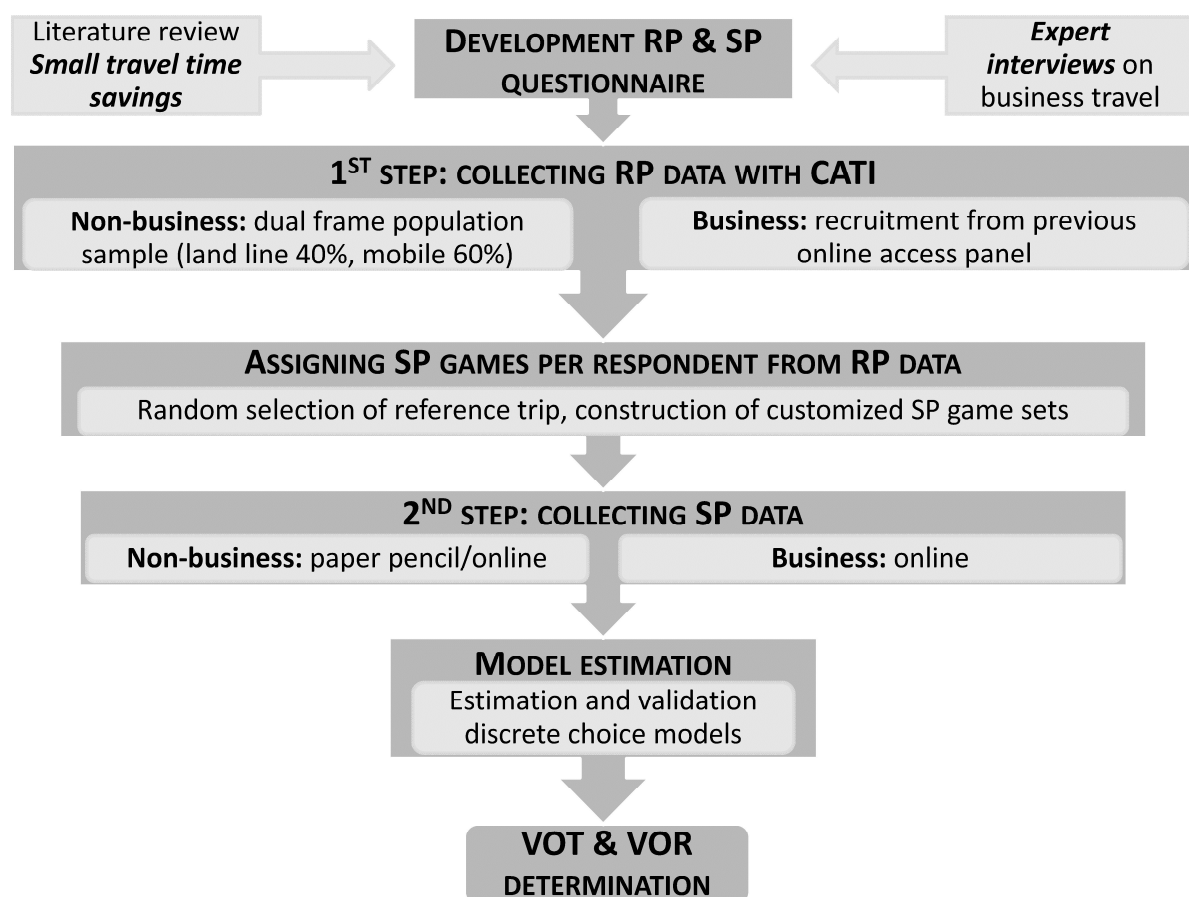 Literature review
Small travel time
savings
DEVELOPMENT RP & SP
QUESTIONNAIRE
Expert
interviews on
business travel
1ST STEP: COLLECTING RP DATA WITH CATI
Non-business: dual frame population
sample (land line 40%, mobile 60%)
Business: recruitment from previous
online access panel
ASSIGNING SP GAMES PER RESPONDENT FROM RP DATA
Random selection of reference trip, construction of customized SP game sets
2ND STEP: COLLECTING SP DATA
Non-business: paper pencil/online
Business: online
MODEL ESTIMATION
Estimation and validation
discrete choice models
VOT & VOR
DETERMINATION